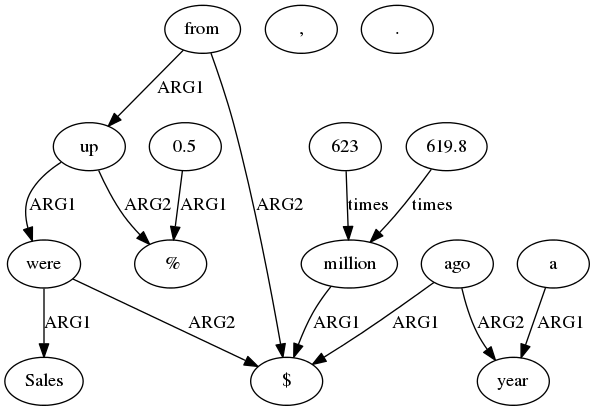 from , .
ARG1
up 0.5 623 619.8
ARG1 ARG2 ARG1 ARG2 times times
were % million ago a
ARG1 ARG2 ARG1 ARG1 ARG2 ARG1
Sales $ year